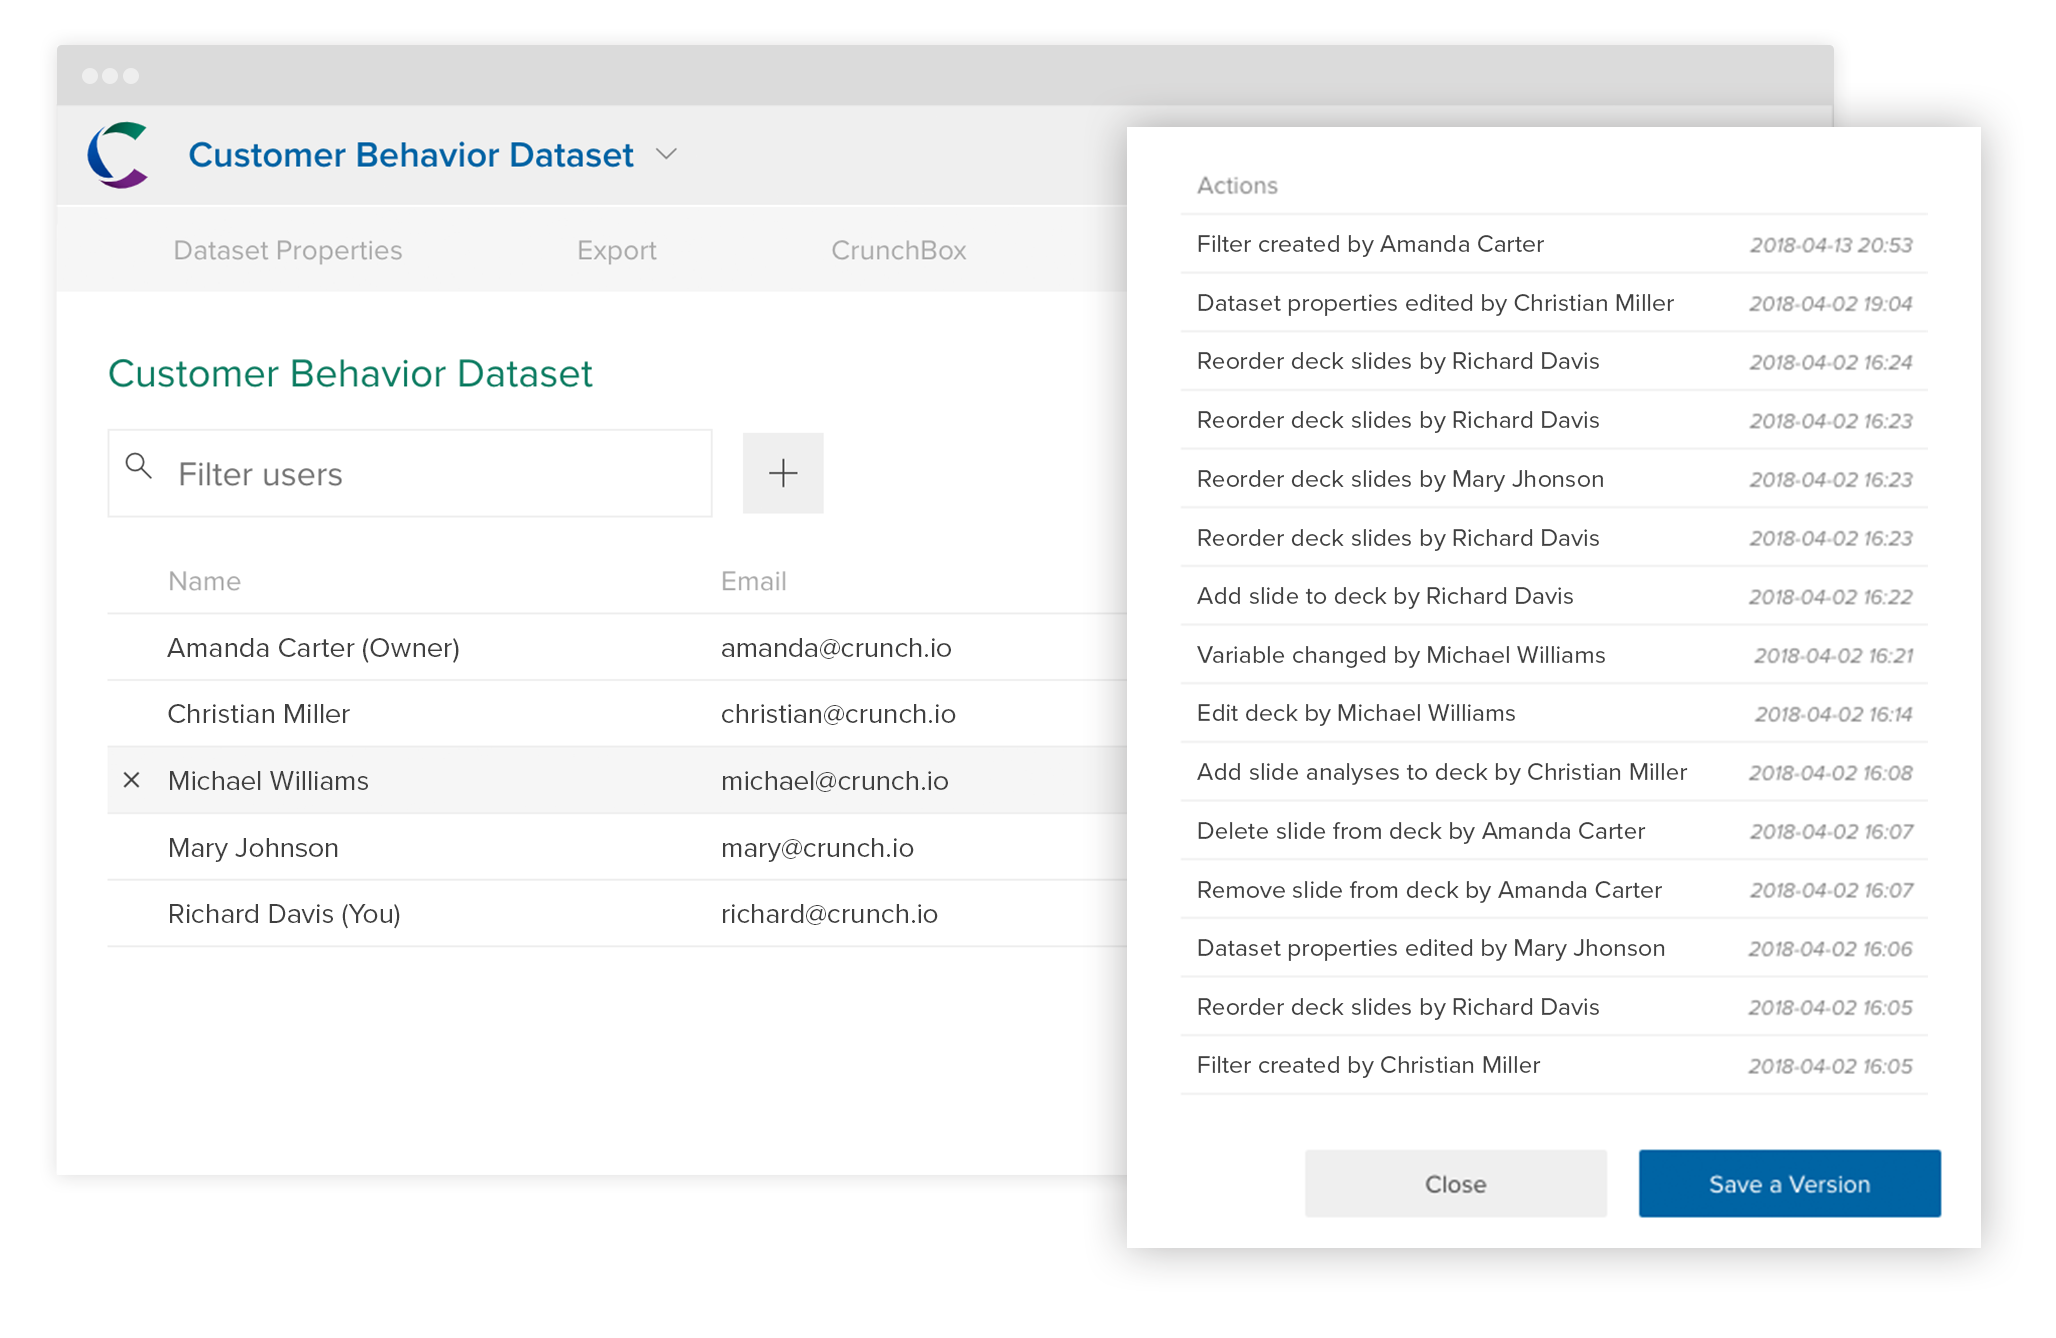 Customer Behavior Dataset
Dataset Properties Export CrunchBox
Customer Behavior Dataset
Filter users
Name Email
Amanda Carter (Owner) amanda@crunch.io
Christian Miller christian@crunch.io
Michael Williams michael@crunch.io
Mary Johnson mary@crunch.io
Richard Davis (You) richard@crunch.io
Actions
Filter created by Amanda Carter 2018-04-13 20:53
Dataset properties edited by Christian Miller 2018-04-02 19:04
Reorder deck slides by Richard Davis 2018-04-02 16:24
Reorder deck slides by Richard Davis 2018-04-02 16:23
Reorder deck slides by Mary Jhonson 2018-04-02 16:23
Reorder deck slides by Richard Davis 2018-04-02 16:23
Add slide to deck by Richard Davis 2018-04-02 16:22
Variable changed by Michael Williams 2018-04-02 16:21
Edit deck by Michael Williams 2018-04-02 16:14
Add slide analyses to deck by Christian Miller 2018-04-02 16:08
Delete slide from deck by Amanda Carter 2018-04-02 16:07
Remove slide from deck by Amanda Carter 2018-04-02 16:07
Dataset properties edited by Mary Jhonson 2018-04-02 16:06
Reorder deck slides by Richard Davis 2018-04-02 16:05
Filter created by Christian Miller 2018-04-02 16:05
Close Save a Version